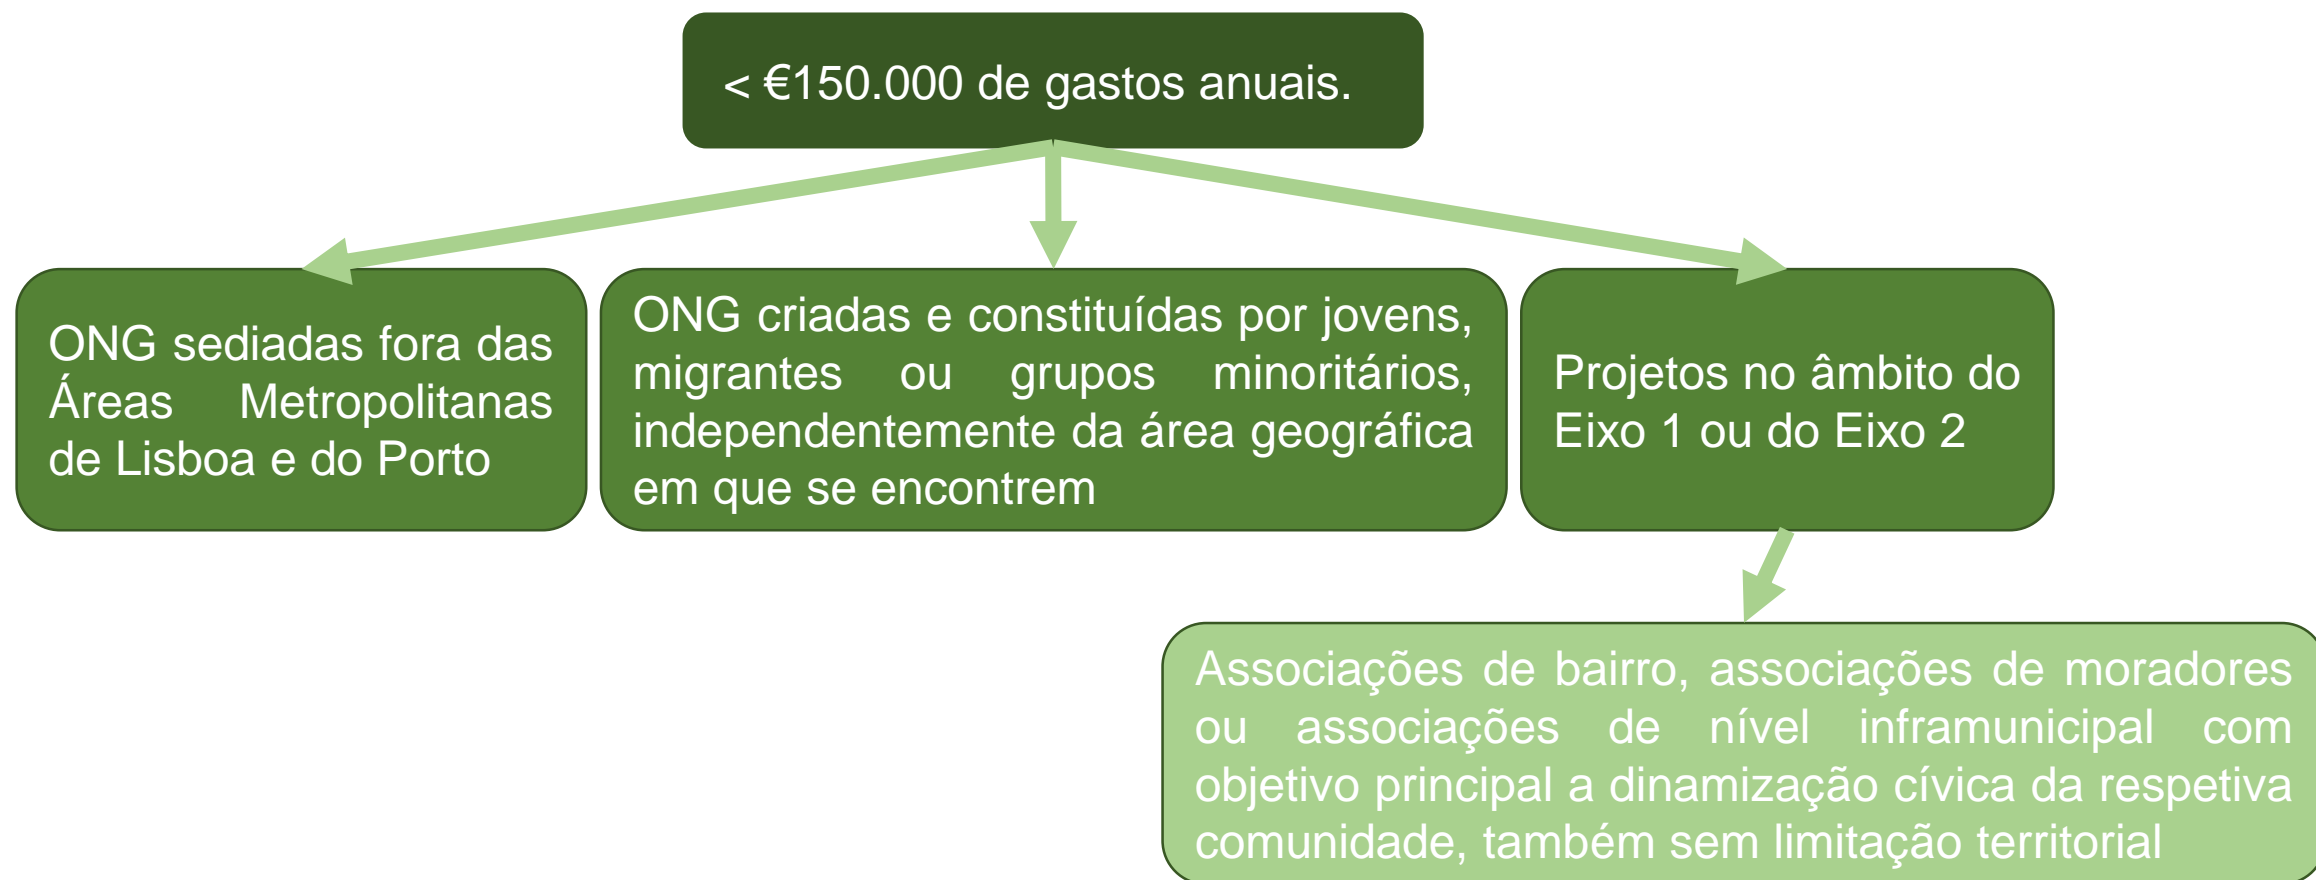 < €150.000 de gastos anuais.
ONG sediadas fora das
Áreas Metropolitanas
de Lisboa e do Porto
ONG criadas e constituídas por jovens,
migrantes ou grupos minoritários,
independentemente da área geográfica
em que se encontrem
Projetos no âmbito do
Eixo 1 ou do Eixo 2
Associações de bairro, associações de moradores
ou associações de nível inframunicipal com
objetivo principal a dinamização cívica da respetiva
comunidade, também sem limitação territorial